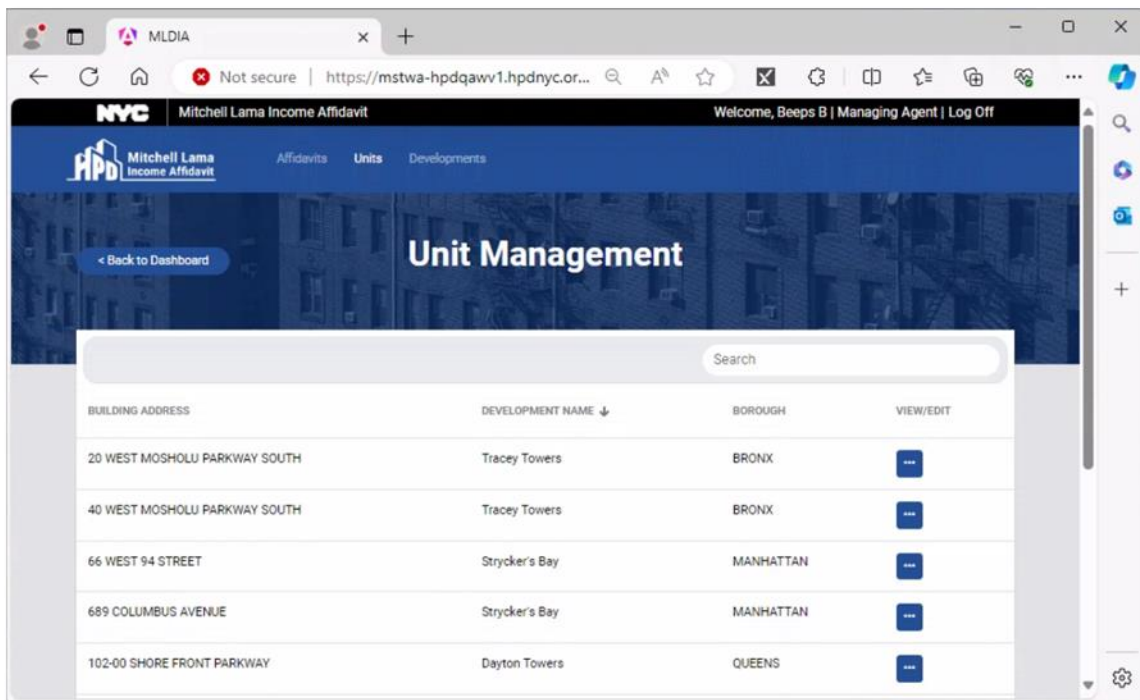 MLDIA
Not secure | https://mstwa-hpdqawv1.hpdnyc.or...
NYC Mitchell Lama Income Affidavit Welcome, Beeps B | Managing Agent | Log Off
HPD Mitchell Lama Income Affidavit Affidavits Units Developments
< Back to Dashboard
Unit Management
Search
BUILDING ADDRESS DEVELOPMENT NAME BOROUGH VIEW/EDIT
20 WEST MOSHOLU PARKWAY SOUTH Tracey Towers BRONX
40 WEST MOSHOLU PARKWAY SOUTH Tracey Towers BRONX
66 WEST 94 STREET Strycker's Bay MANHATTAN
689 COLUMBUS AVENUE Strycker's Bay MANHATTAN
102-00 SHORE FRONT PARKWAY Dayton Towers QUEENS